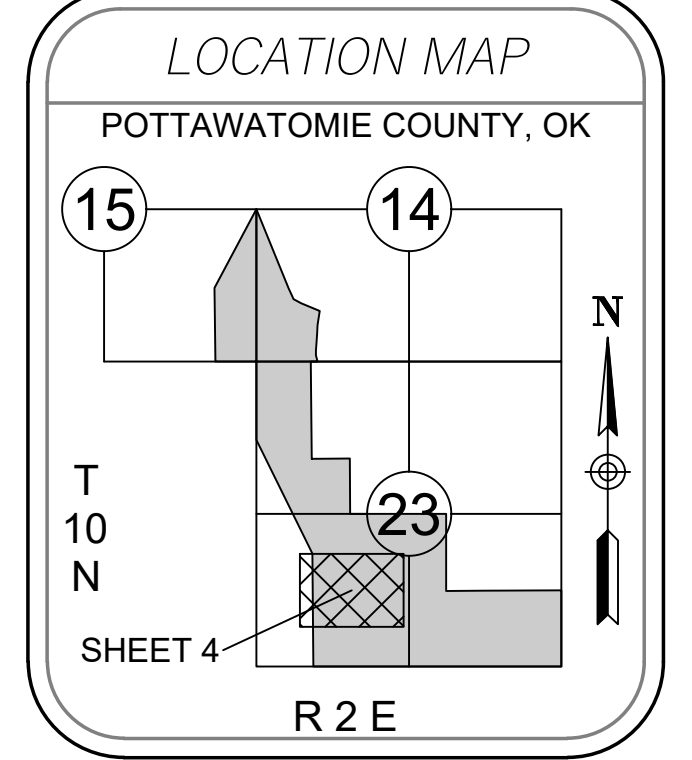 LOCATION MAP
POTTAWATOMIE COUNTY, OK
15
14
N
T
10
N
23
SHEET 4
R 2 E